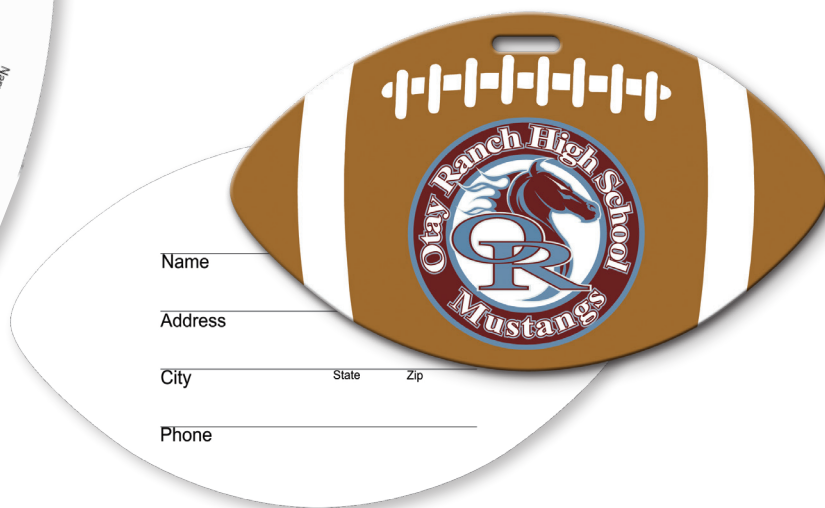 Otay Ranch High School
OR
Mustangs
Name
Address
City State Zip
Phone